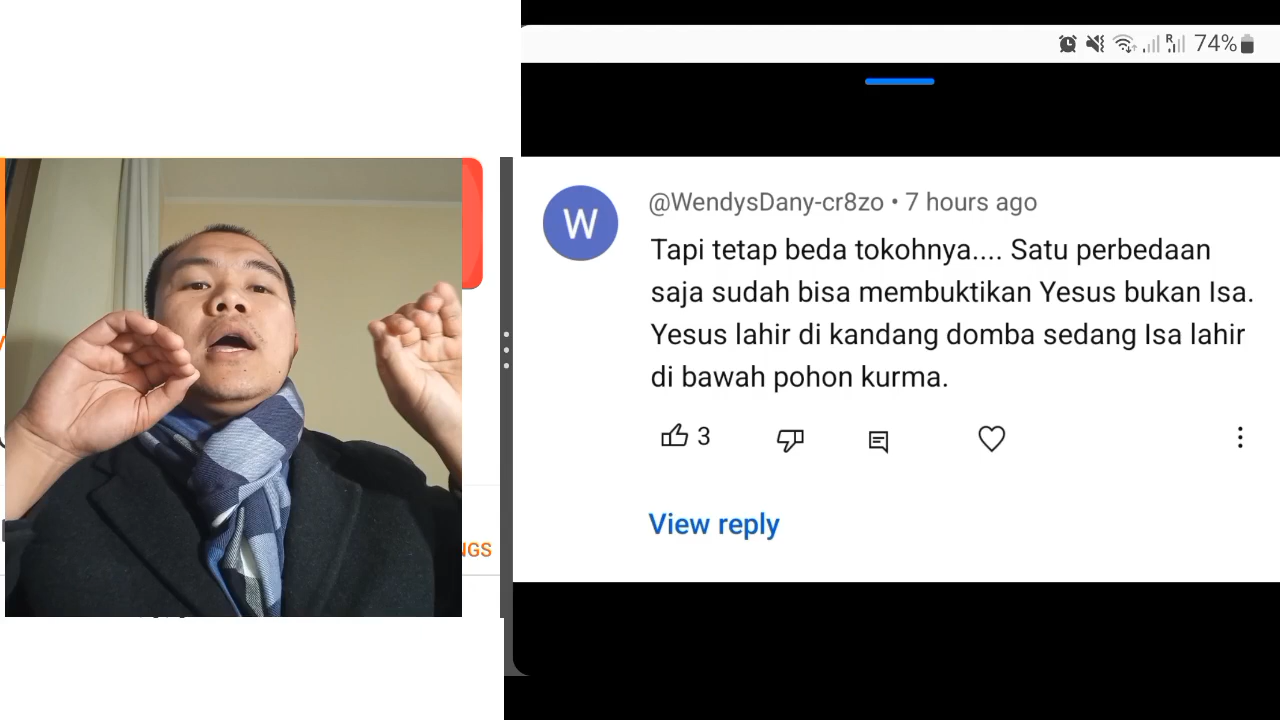 74%
W
@WendysDany-cr8zo • 7 hours ago
Tapi tetap beda tokohnya.... Satu perbedaan
saja sudah bisa membuktikan Yesus bukan Isa.
Yesus lahir di kandang domba sedang Isa lahir
di bawah pohon kurma.
3
View reply
NGS